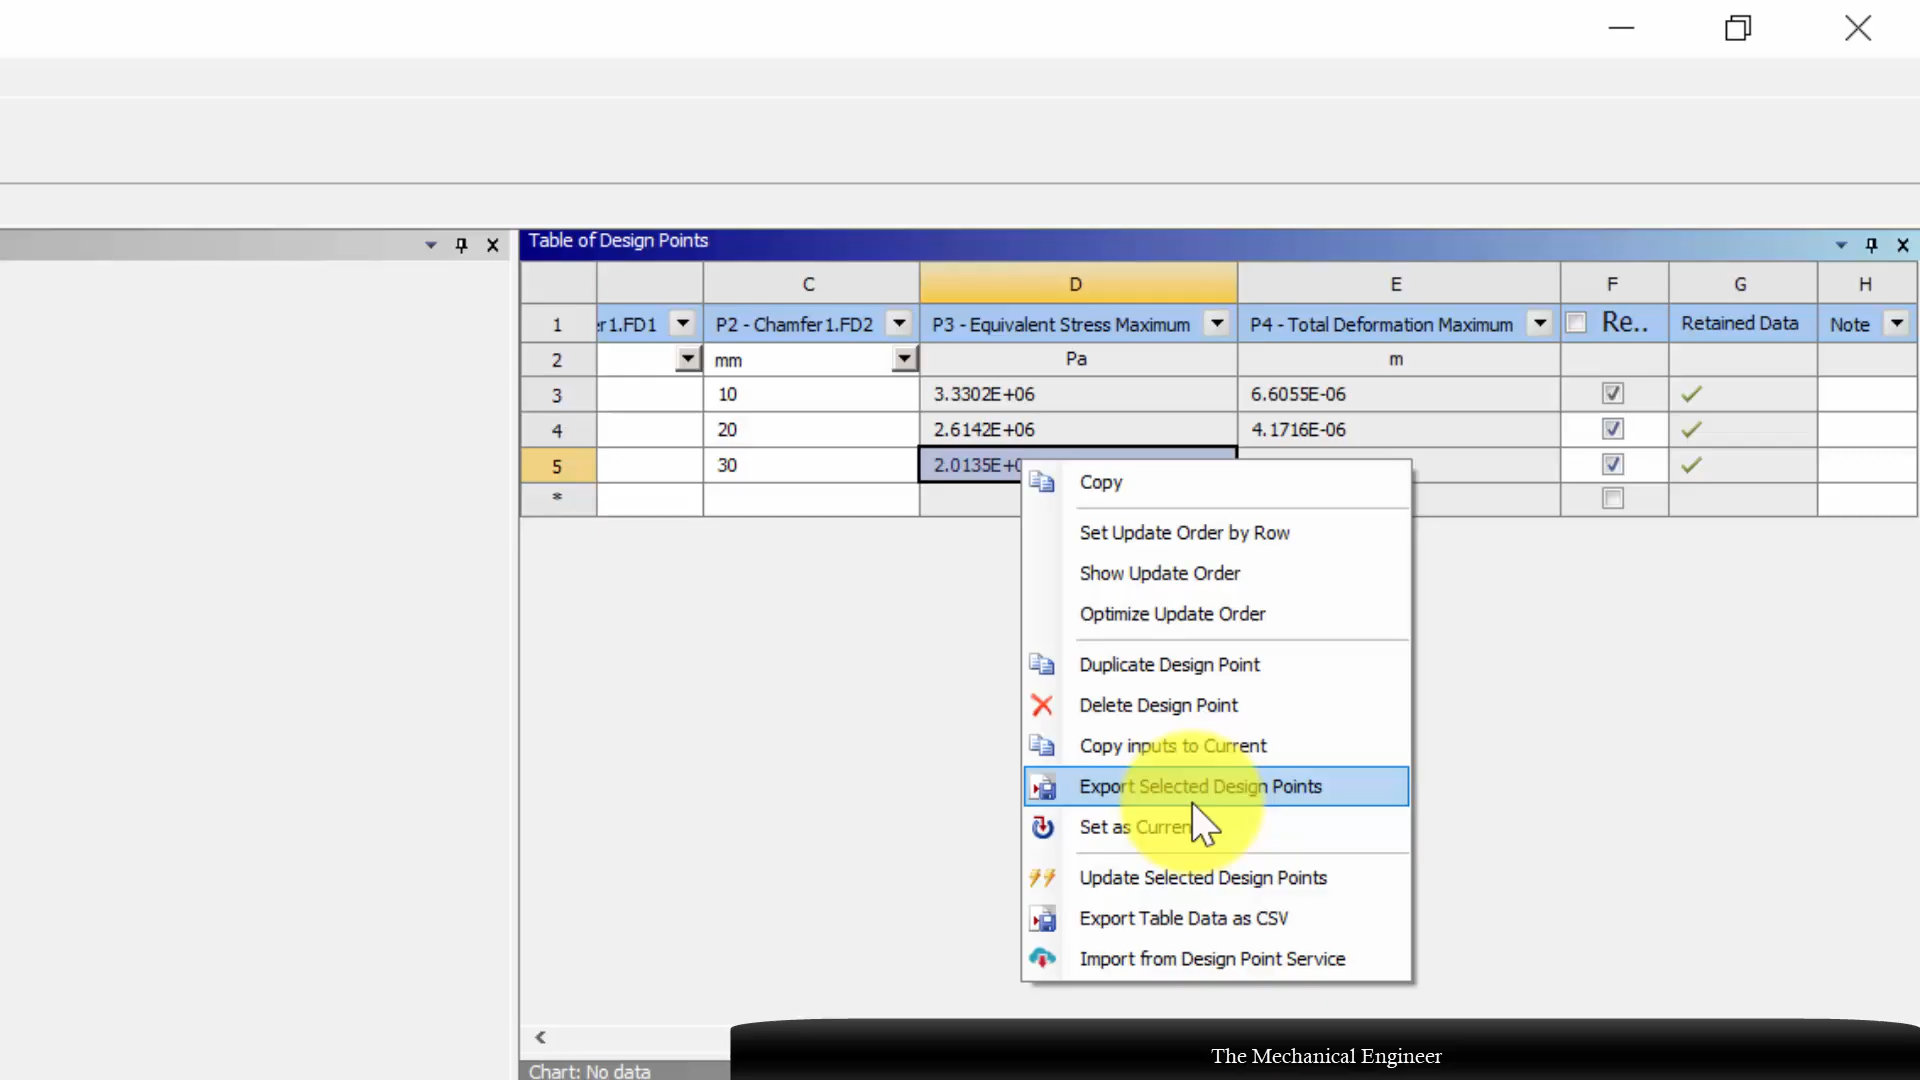 Table of Design Points
C D E F G H
1 r1.FD1 P2 - Chamfer1.FD2 P3 - Equivalent Stress Maximum P4 - Total Deformation Maximum Re.. Retained Data Note
2 mm Pa m
3 10 3.3302E+06 6.6055E-06
4 20 2.6142E+06 4.1716E-06
5 30 2.0135E+0
*
Copy
Set Update Order by Row
Show Update Order
Optimize Update Order
Duplicate Design Point
Delete Design Point
Copy inputs to Current
Export Selected Design Points
Set as Current
Update Selected Design Points
Export Table Data as CSV
Import from Design Point Service
The Mechanical Engineer
Chart: No data